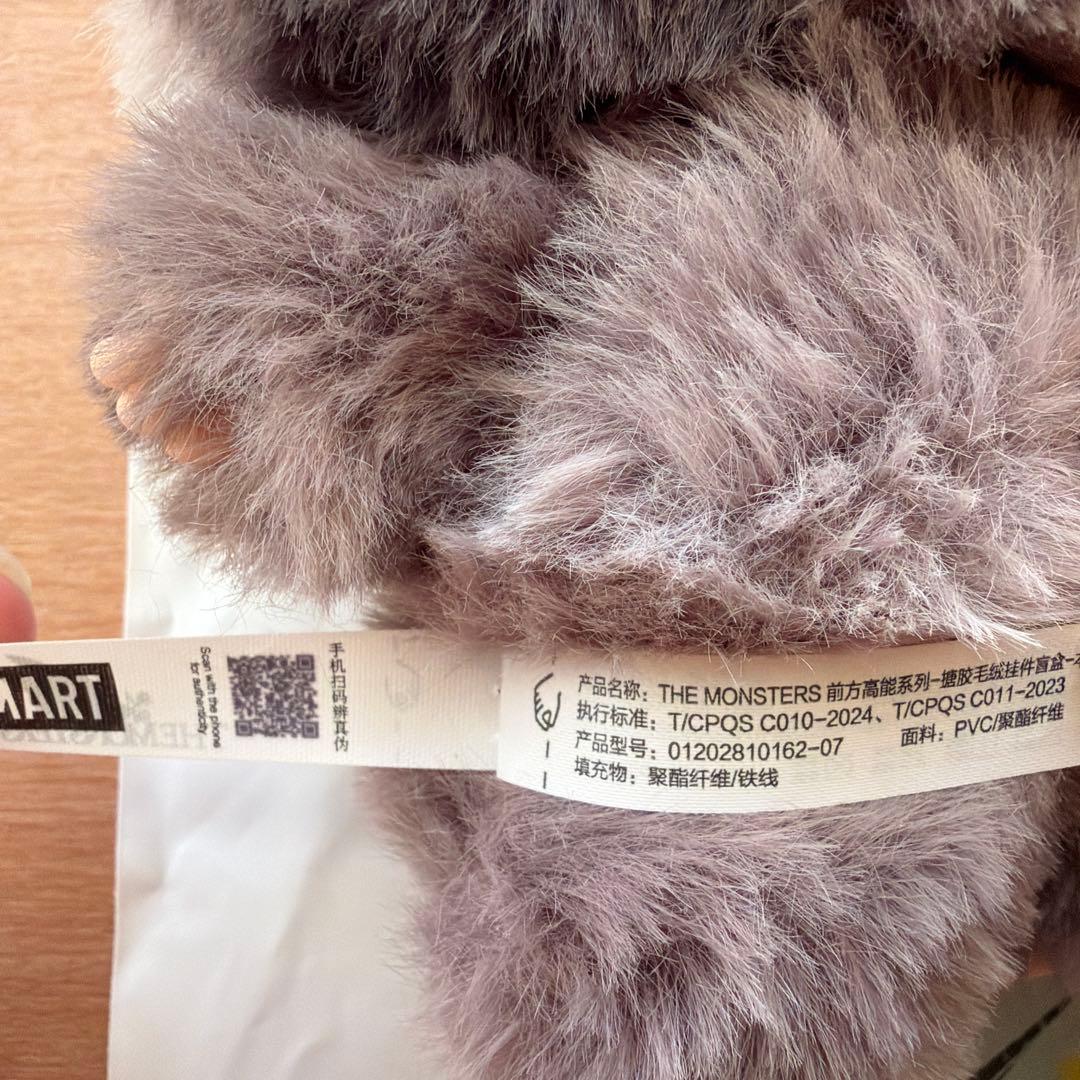 MART
Scan with the phone
for authenticity
手机扫码辨真伪
产品名称：THE MONSTERS 前方高能系列-搪胶毛绒挂件盲盒-本
执行标准：T/CPQS C010-2024、T/CPQS C011-2023
产品型号：01202810162-07 面料：PVC/聚酯纤维
填充物：聚酯纤维/铁线